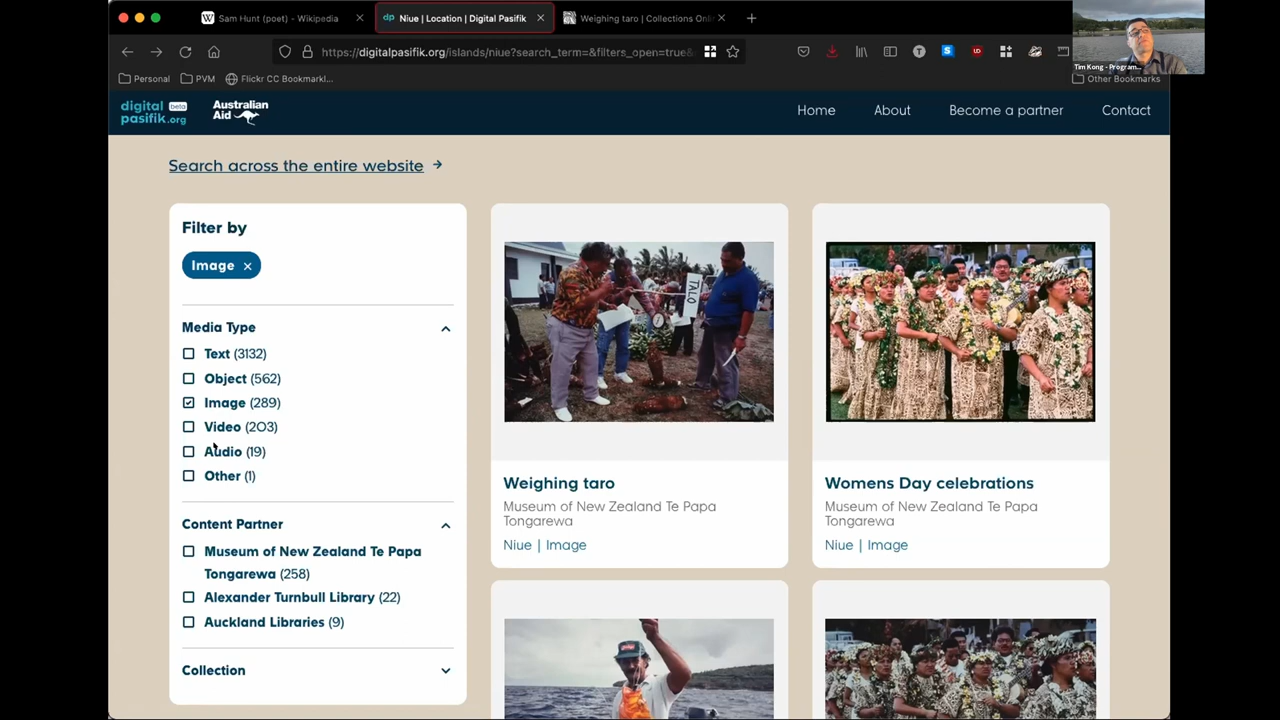 Sam Hunt (poet) - Wikipedia
Niue | Location | Digital Pasifik
Weighing taro | Collections Onl
https://digitalpasifik.org/islands/niue?search_term=&filters_open=true&
Tim Kong - Program...
Personal
PVM
Flickr CC Bookmarkl...
Other Bookmarks
digital beta
pasifik.org
Australian
Aid
Home
About
Become a partner
Contact
Search across the entire website →
Filter by
Image ×
Media Type
Text (3132)
Object (562)
Image (289)
Video (203)
Audio (19)
Other (1)
Content Partner
Museum of New Zealand Te Papa
Tongarewa (258)
Alexander Turnbull Library (22)
Auckland Libraries (9)
Collection
TALO
Weighing taro
Museum of New Zealand Te Papa
Tongarewa
Niue | Image
Womens Day celebrations
Museum of New Zealand Te Papa
Tongarewa
Niue | Image